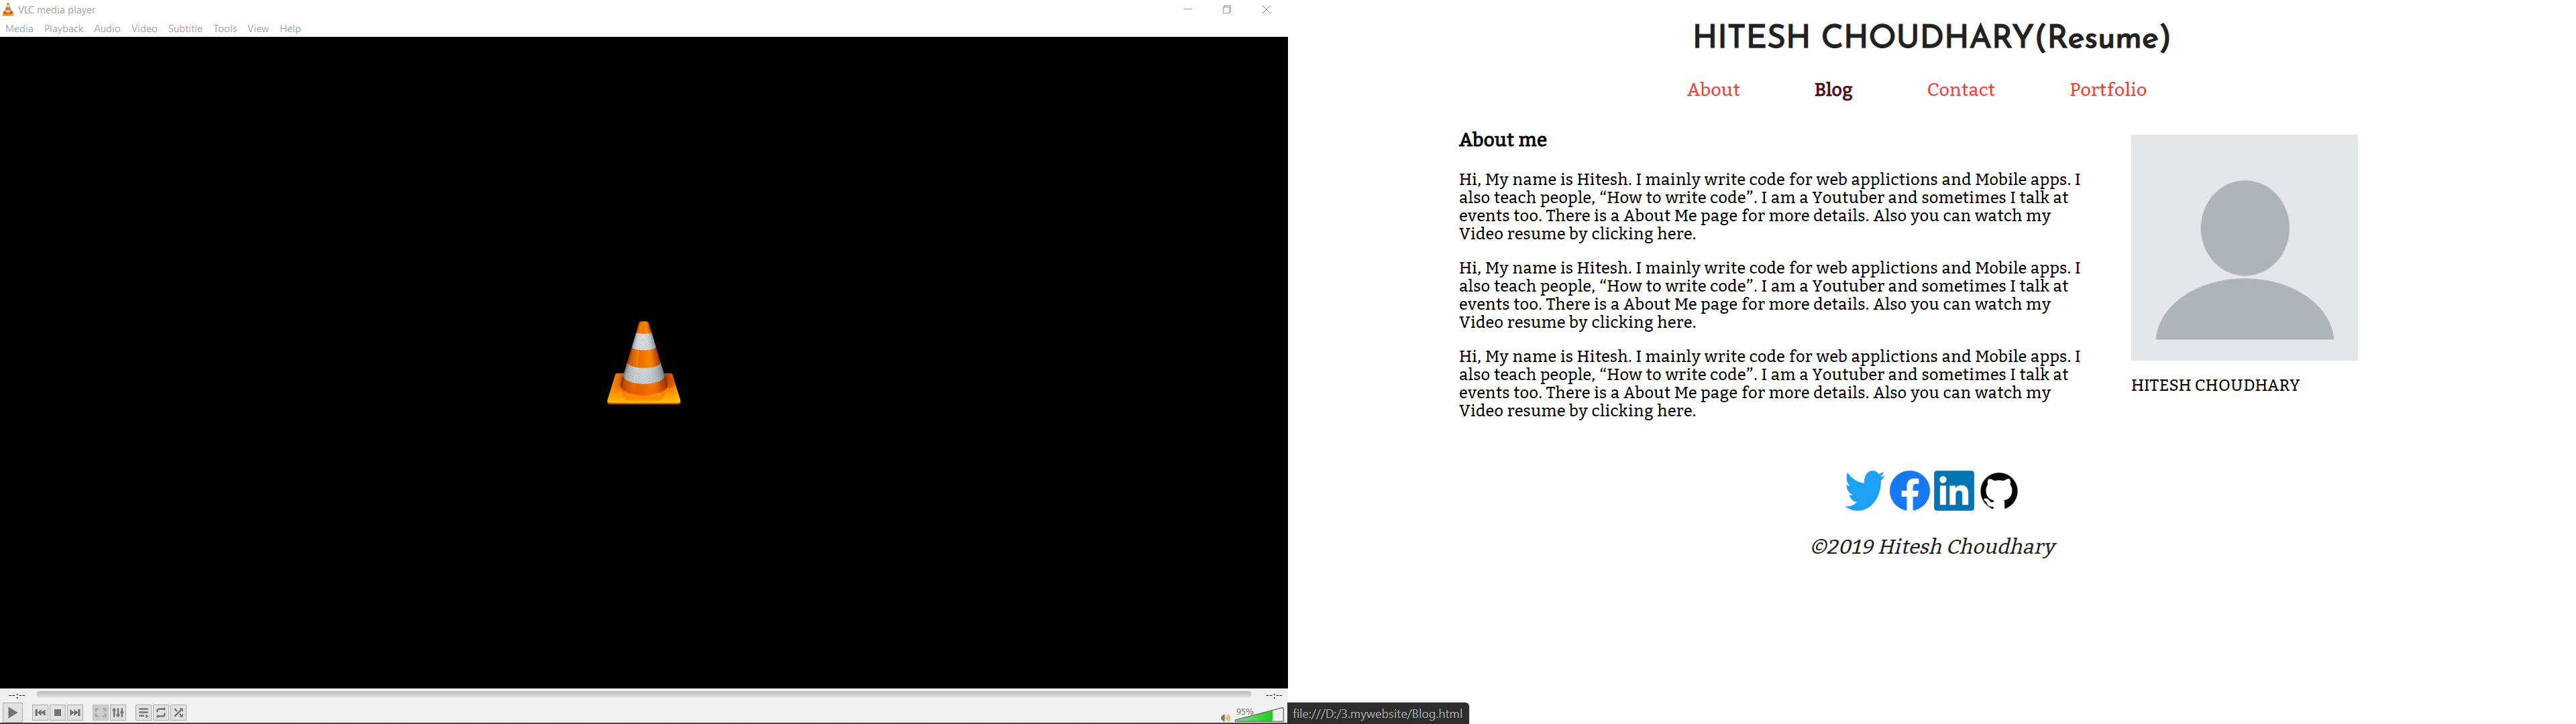 VLC media player
Media Playback Audio Video Subtitle Tools View Help
--:-- --:--
95%
HITESH CHOUDHARY(Resume)
About Blog Contact Portfolio
About me
Hi, My name is Hitesh. I mainly write code for web applictions and Mobile apps. I
also teach people, “How to write code”. I am a Youtuber and sometimes I talk at
events too. There is a About Me page for more details. Also you can watch my
Video resume by clicking here.
Hi, My name is Hitesh. I mainly write code for web applictions and Mobile apps. I
also teach people, “How to write code”. I am a Youtuber and sometimes I talk at
events too. There is a About Me page for more details. Also you can watch my
Video resume by clicking here.
Hi, My name is Hitesh. I mainly write code for web applictions and Mobile apps. I
also teach people, “How to write code”. I am a Youtuber and sometimes I talk at
events too. There is a About Me page for more details. Also you can watch my
Video resume by clicking here.
HITESH CHOUDHARY
in
©2019 Hitesh Choudhary
file:///D:/3.mywebsite/Blog.html